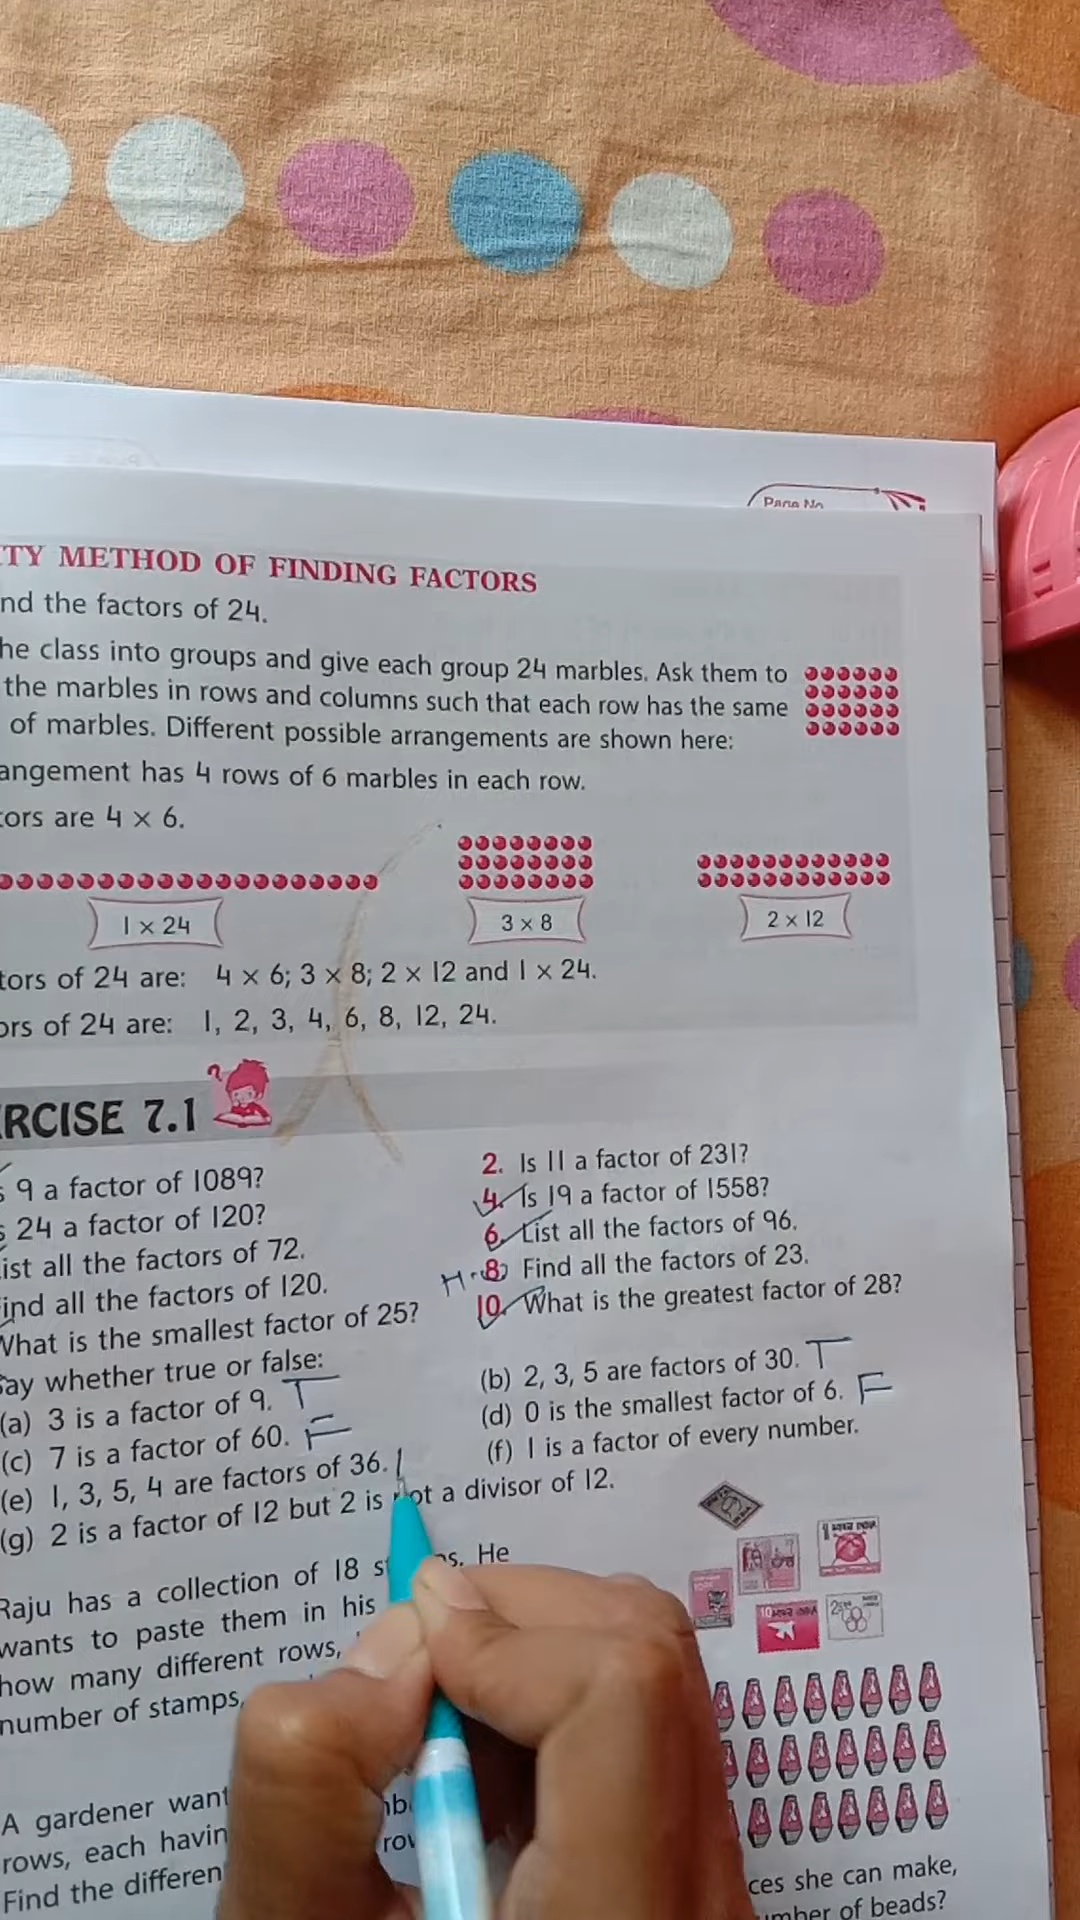 Page No
TY METHOD OF FINDING FACTORS
nd the factors of 24.
he class into groups and give each group 24 marbles. Ask them to
the marbles in rows and columns such that each row has the same
of marbles. Different possible arrangements are shown here:
angement has 4 rows of 6 marbles in each row.
tors are 4 × 6.
1 × 24
3 × 8
2 × 12
tors of 24 are: 4 × 6; 3 × 8; 2 × 12 and 1 × 24.
ors of 24 are: 1, 2, 3, 4, 6, 8, 12, 24.
RCISE 7.1
s 9 a factor of 1089?
2. Is 11 a factor of 231?
s 24 a factor of 120?
4. Is 19 a factor of 1558?
ist all the factors of 72.
6. List all the factors of 96.
ind all the factors of 120.
8. Find all the factors of 23.
What is the smallest factor of 25?
10. What is the greatest factor of 28?
Say whether true or false:
(a) 3 is a factor of 9. T
(b) 2, 3, 5 are factors of 30. T
(c) 7 is a factor of 60. F
(d) 0 is the smallest factor of 6. F
(e) 1, 3, 5, 4 are factors of 36.
(f) 1 is a factor of every number.
(g) 2 is a factor of 12 but 2 is not a divisor of 12.
Raju has a collection of 18 st s. He
wants to paste them in his
how many different rows,
number of stamps,
A gardener want
rows, each havin
Find the differen
ces she can make,
umber of beads?